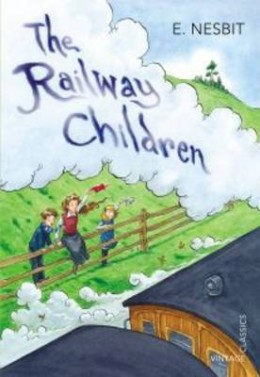 The
E. NESBIT
Railway
Children
VINTAGE CLASSICS